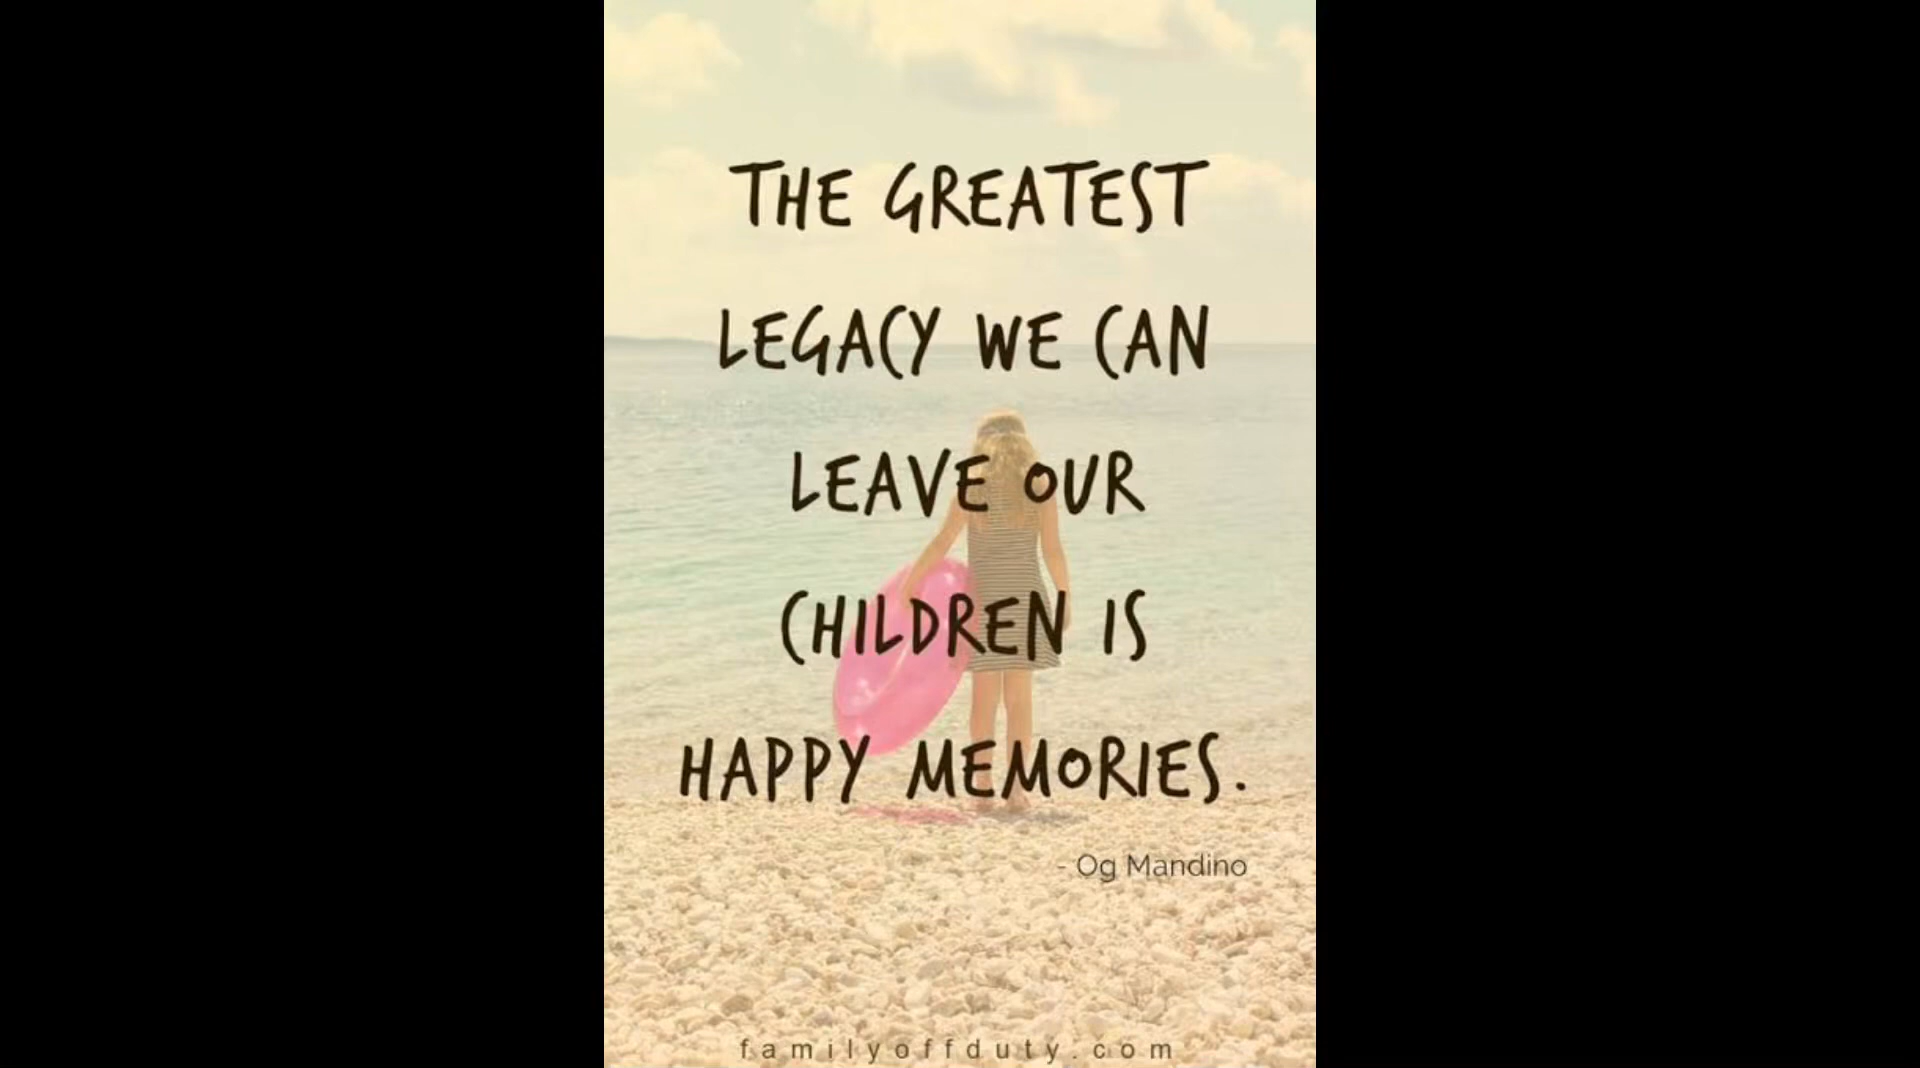 THE GREATEST
LEGACY WE CAN
LEAVE OUR
CHILDREN IS
HAPPY MEMORIES.
- Og Mandino
familyoffduty.com